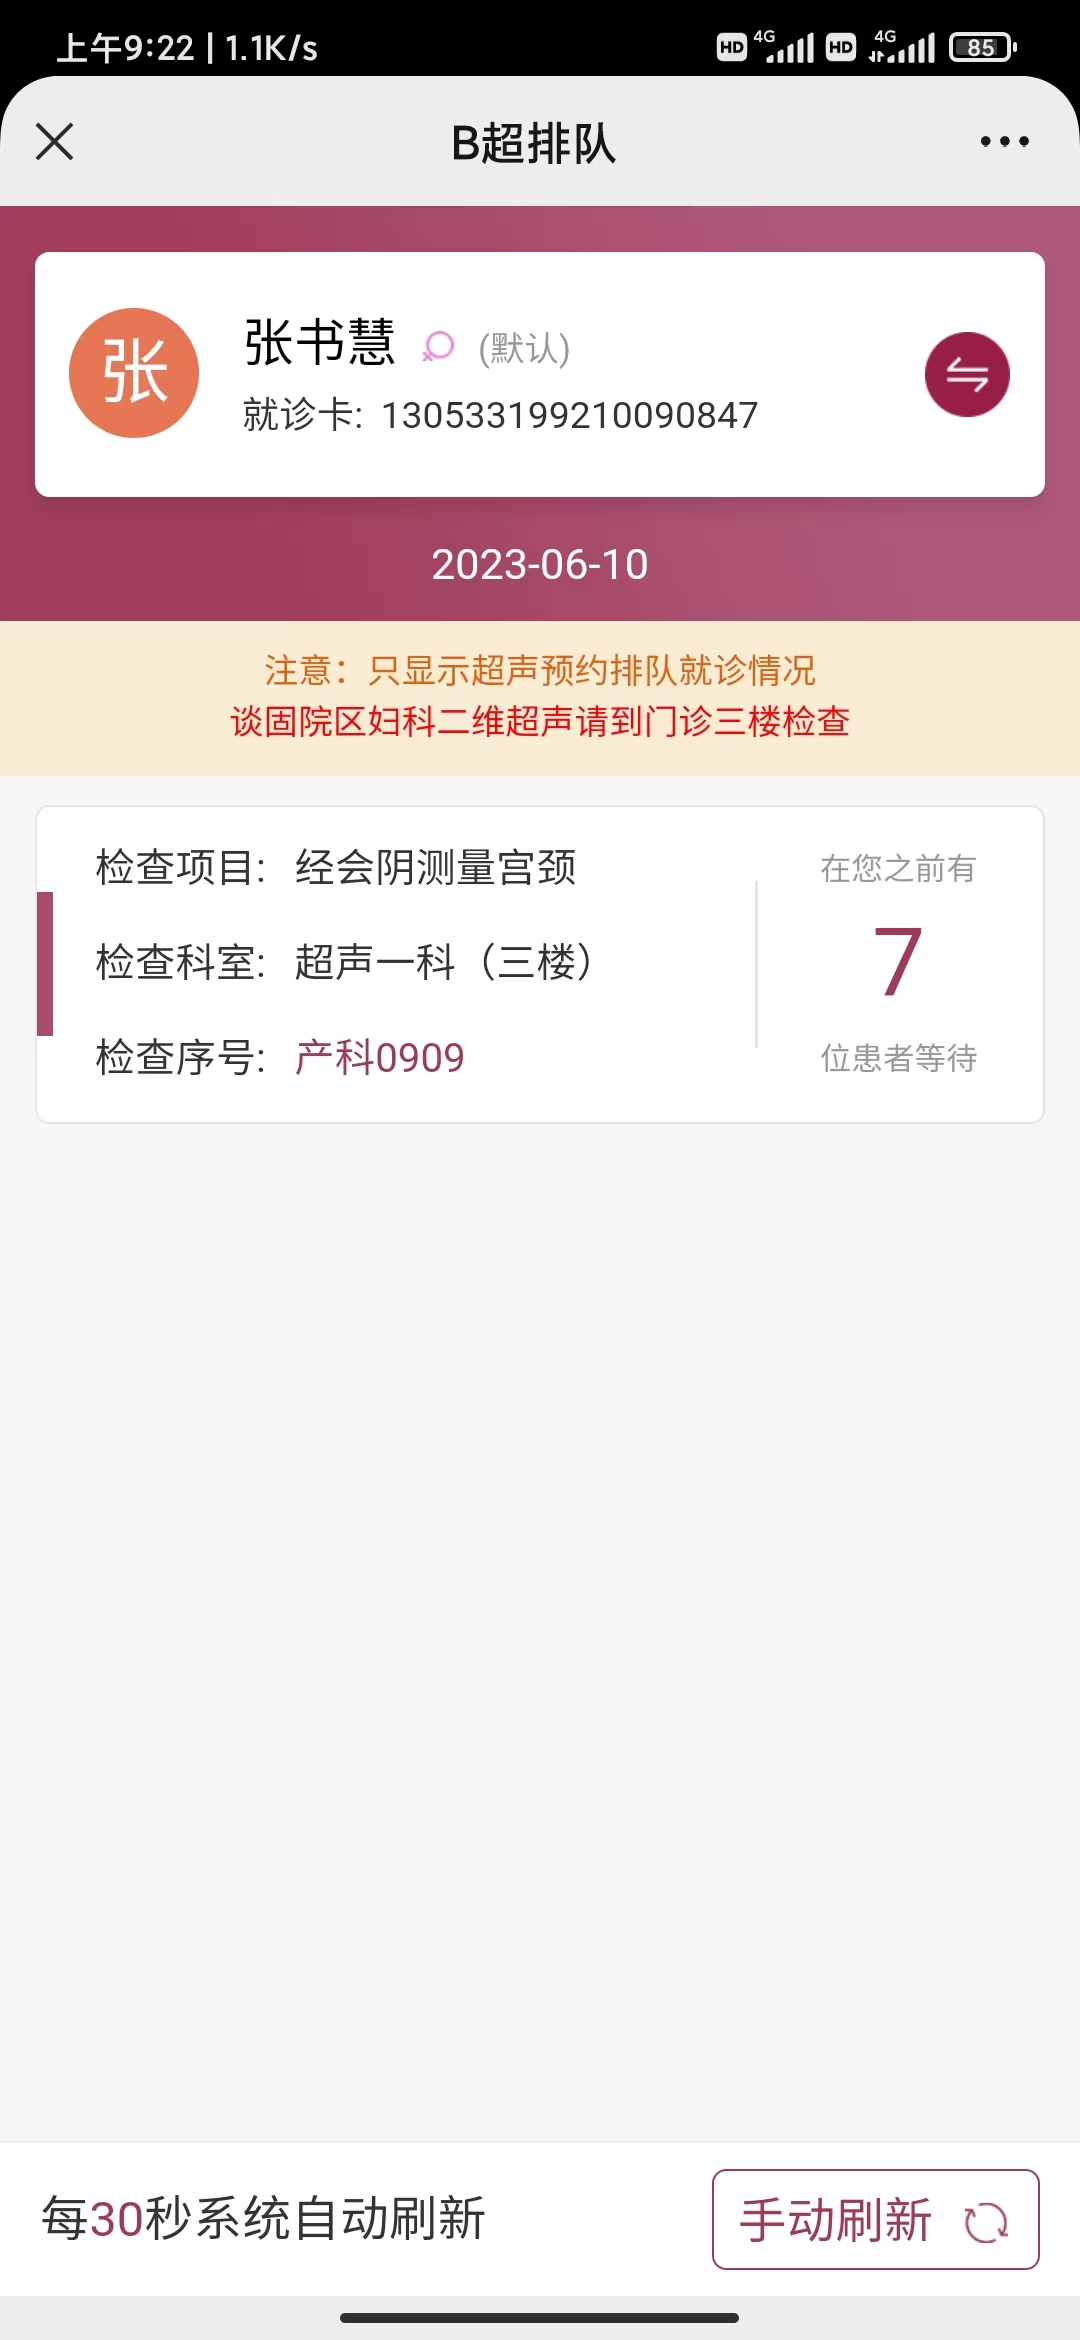 上午9:22 | 1.1K/s HD 4G HD 4G 85
B超排队
张 张书慧 (默认)
就诊卡: 130533199210090847
2023-06-10
注意：只显示超声预约排队就诊情况
谈固院区妇科二维超声请到门诊三楼检查
检查项目: 经会阴测量宫颈
检查科室: 超声一科（三楼）
检查序号: 产科0909
在您之前有
7
位患者等待
每30秒系统自动刷新
手动刷新